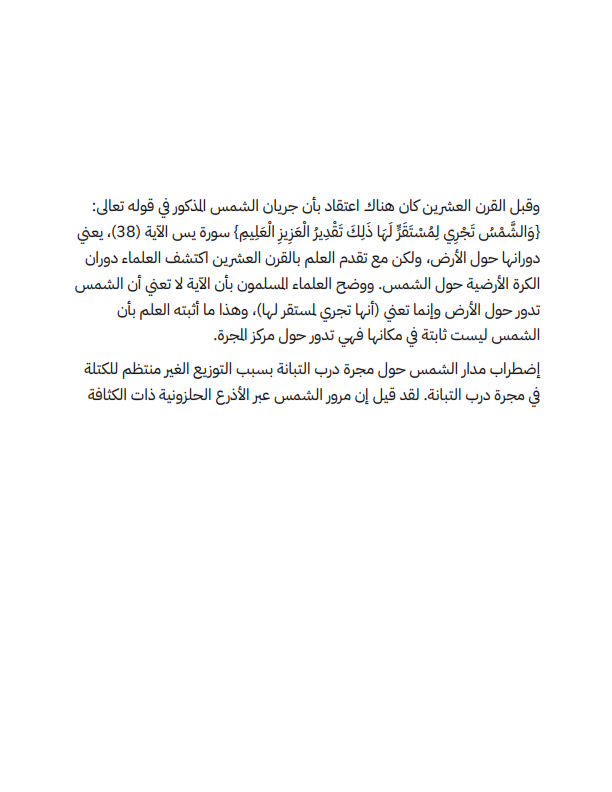 وقبل القرن العشرين كان هناك اعتقاد بأن جريان الشمس المذكور في قوله تعالى:
{وَالشَّمْسُ تَجْرِي لِمُسْتَقَرٍّ لَهَا ذَلِكَ تَقْدِيرُ الْعَزِيزِ الْعَلِيمِ} سورة يس الآية (38)، يعني
دورانها حول الأرض، ولكن مع تقدم العلم بالقرن العشرين اكتشف العلماء دوران
الكرة الأرضية حول الشمس. ووضح العلماء المسلمون بأن الآية لا تعني أن الشمس
تدور حول الأرض وإنما تعني (أنها تجري لمستقر لها)، وهذا ما أثبته العلم بأن
الشمس ليست ثابتة في مكانها فهي تدور حول مركز المجرة.
إضطراب مدار الشمس حول مجرة درب التبانة بسبب التوزيع الغير منتظم للكتلة
في مجرة درب التبانة. لقد قيل إن مرور الشمس عبر الأذرع الحلزونية ذات الكثافة